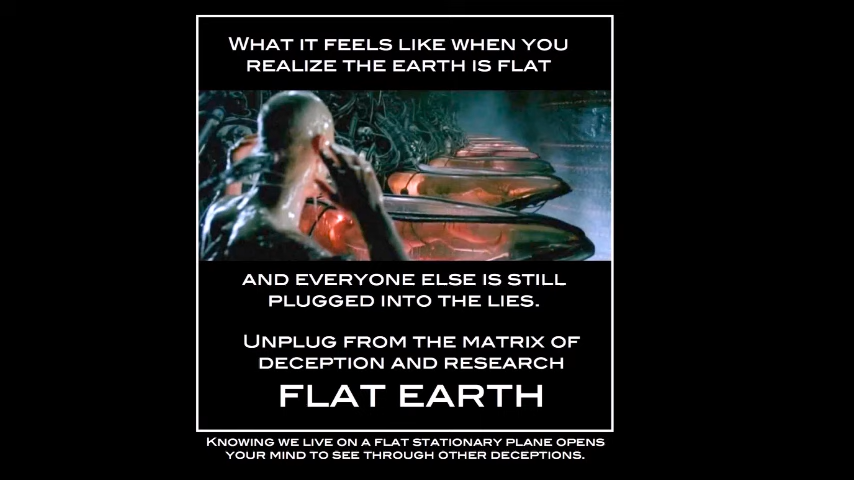 What it feels like when you
realize the earth is flat
and everyone else is still
plugged into the lies.
Unplug from the matrix of
deception and research
FLAT EARTH
Knowing we live on a flat stationary plane opens
your mind to see through other deceptions.